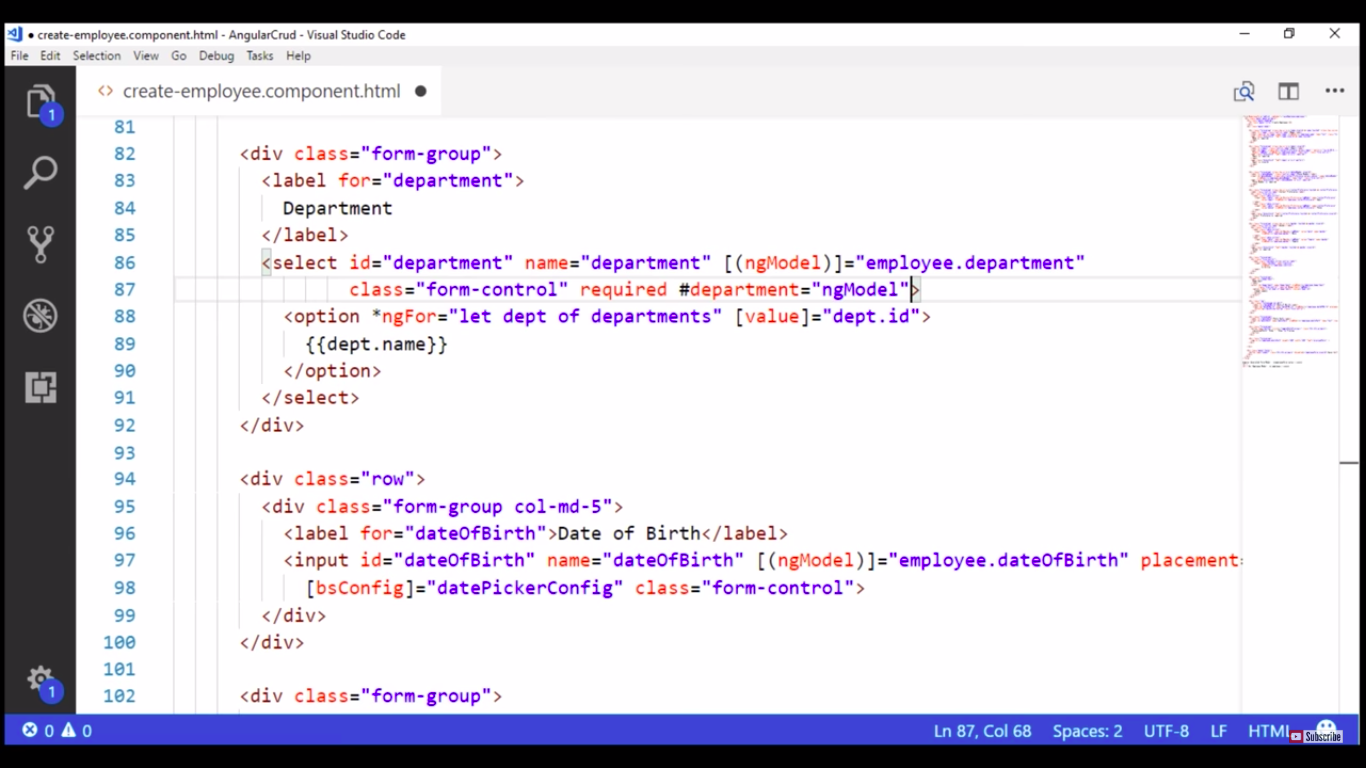 ● create-employee.component.html - AngularCrud - Visual Studio Code
File Edit Selection View Go Debug Tasks Help
<> create-employee.component.html ●
1
81
82 <div class="form-group">
83 <label for="department">
84 Department
85 </label>
86 <select id="department" name="department" [(ngModel)]="employee.department"
87 class="form-control" required #department="ngModel">
88 <option *ngFor="let dept of departments" [value]="dept.id">
89 {{dept.name}}
90 </option>
91 </select>
92 </div>
93
94 <div class="row">
95 <div class="form-group col-md-5">
96 <label for="dateOfBirth">Date of Birth</label>
97 <input id="dateOfBirth" name="dateOfBirth" [(ngModel)]="employee.dateOfBirth" placement=
98 [bsConfig]="datePickerConfig" class="form-control">
99 </div>
100 </div>
101
102 <div class="form-group">
1
0 0 Ln 87, Col 68 Spaces: 2 UTF-8 LF HTML
Subscribe